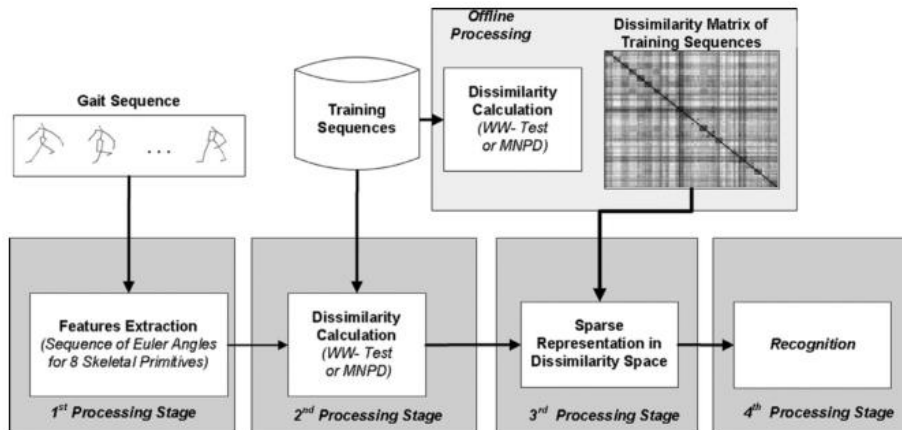 Offline
Processing
Dissimilarity Matrix of
Training Sequences
Gait Sequence
. . .
Training
Sequences
Dissimilarity
Calculation
(WW- Test
or MNPD)
Features Extraction
(Sequence of Euler Angles
for 8 Skeletal Primitives)
1st Processing Stage
Dissimilarity
Calculation
(WW- Test
or MNPD)
2nd Processing Stage
Sparse
Representation in
Dissimilarity Space
3rd Processing Stage
Recognition
4th Processing Stage